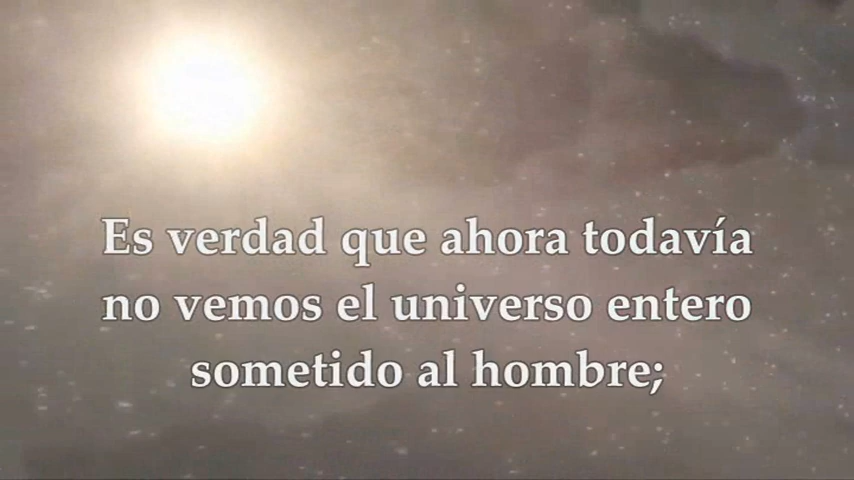 Es verdad que ahora todavía
no vemos el universo entero
sometido al hombre;